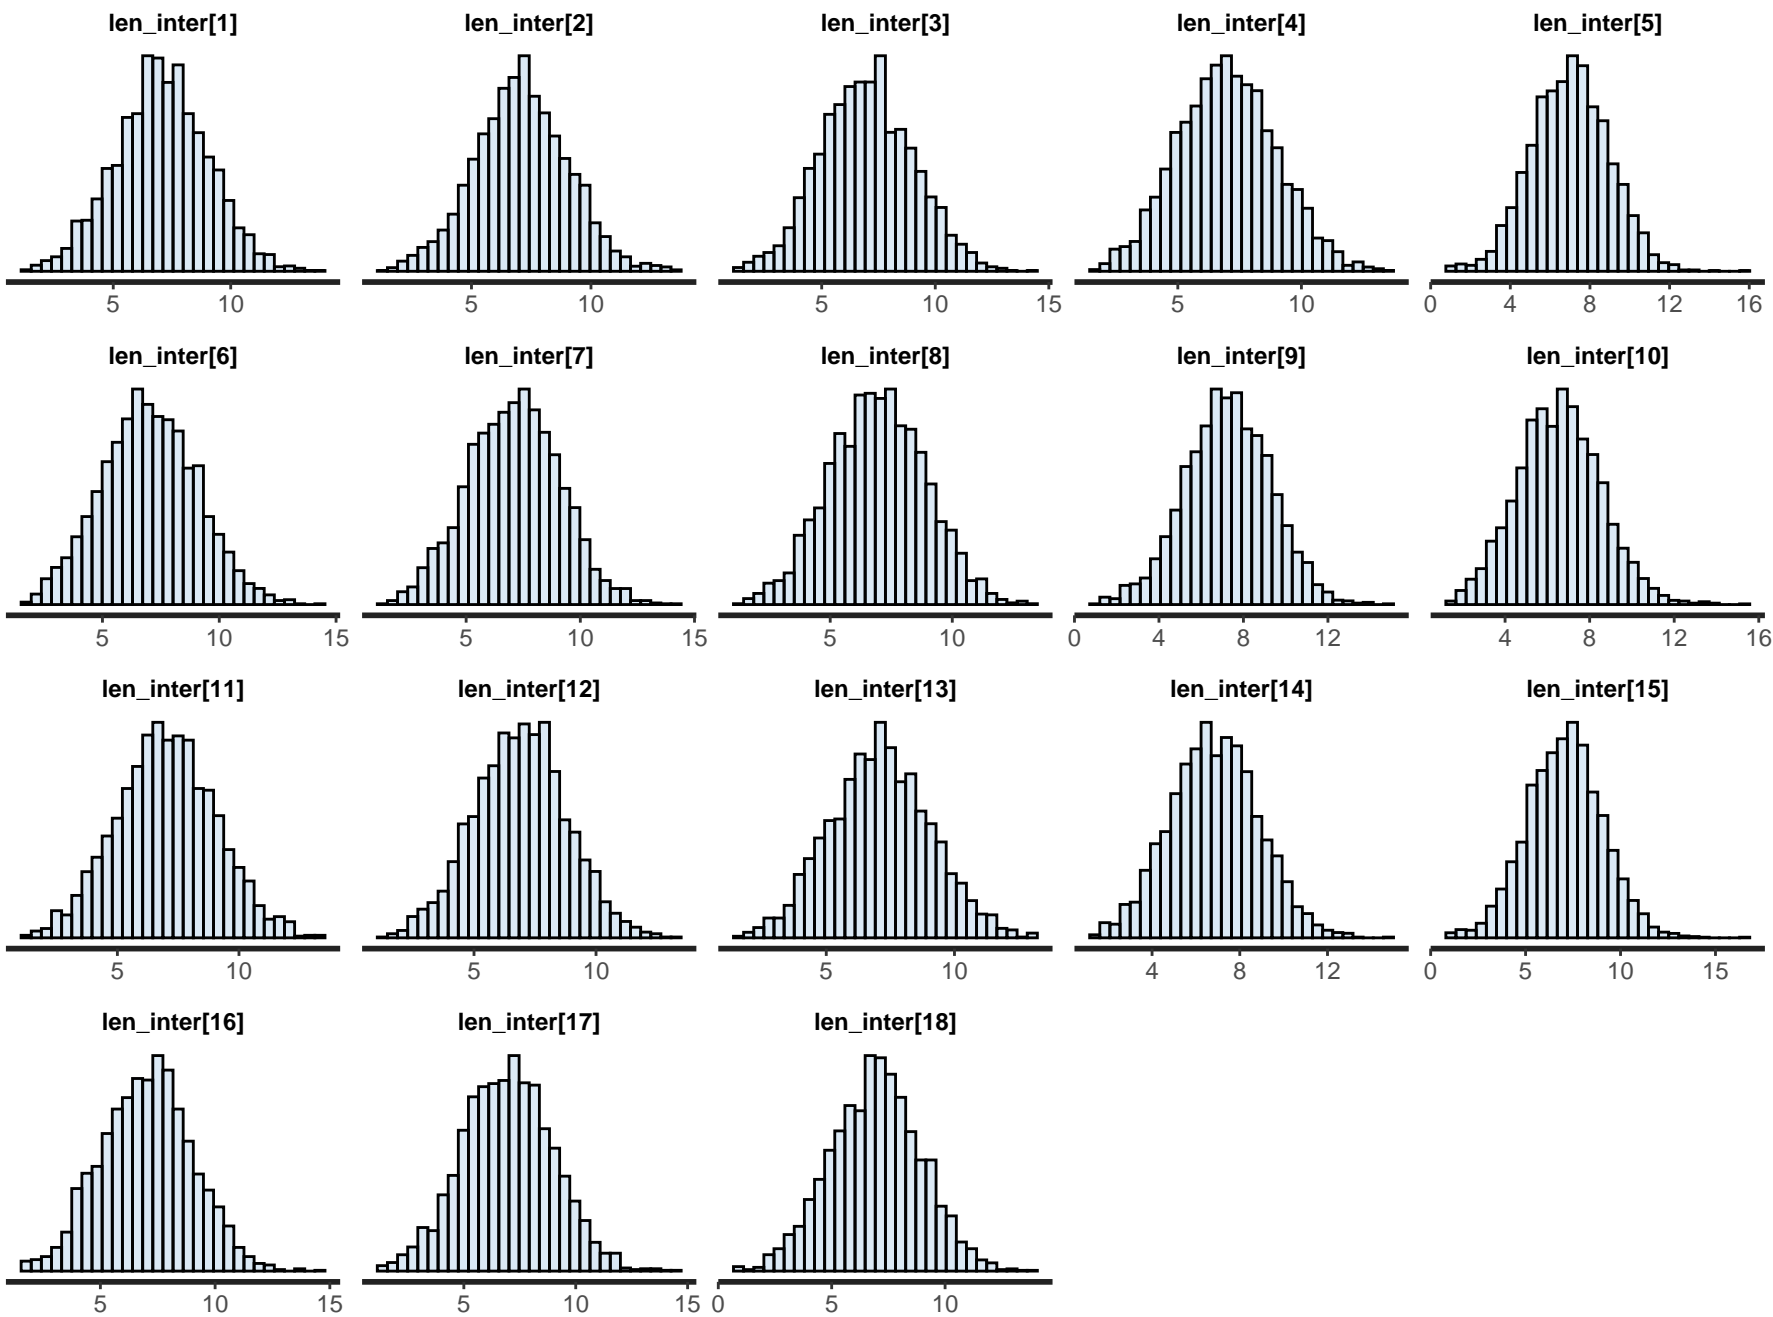 len_inter[1] len_inter[2] len_inter[3] len_inter[4] len_inter[5]
5 10 5 10 5 10 15 5 10 0 4 8 12 16
len_inter[6] len_inter[7] len_inter[8] len_inter[9] len_inter[10]
5 10 15 5 10 15 5 10 0 4 8 12 4 8 12 16
len_inter[11] len_inter[12] len_inter[13] len_inter[14] len_inter[15]
5 10 5 10 5 10 4 8 12 0 5 10 15
len_inter[16] len_inter[17] len_inter[18]
5 10 15 5 10 15 0 5 10